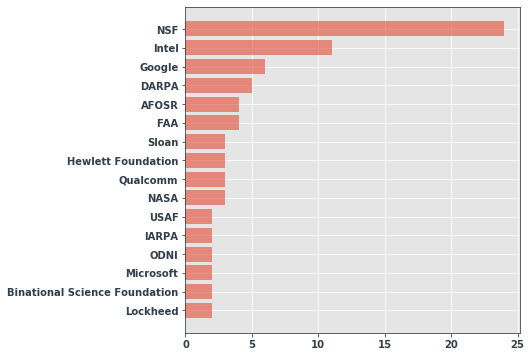 NSF
Intel
Google
DARPA
AFOSR
FAA
Sloan
Hewlett Foundation
Qualcomm
NASA
USAF
IARPA
ODNI
Microsoft
Binational Science Foundation
Lockheed
0 5 10 15 20 25